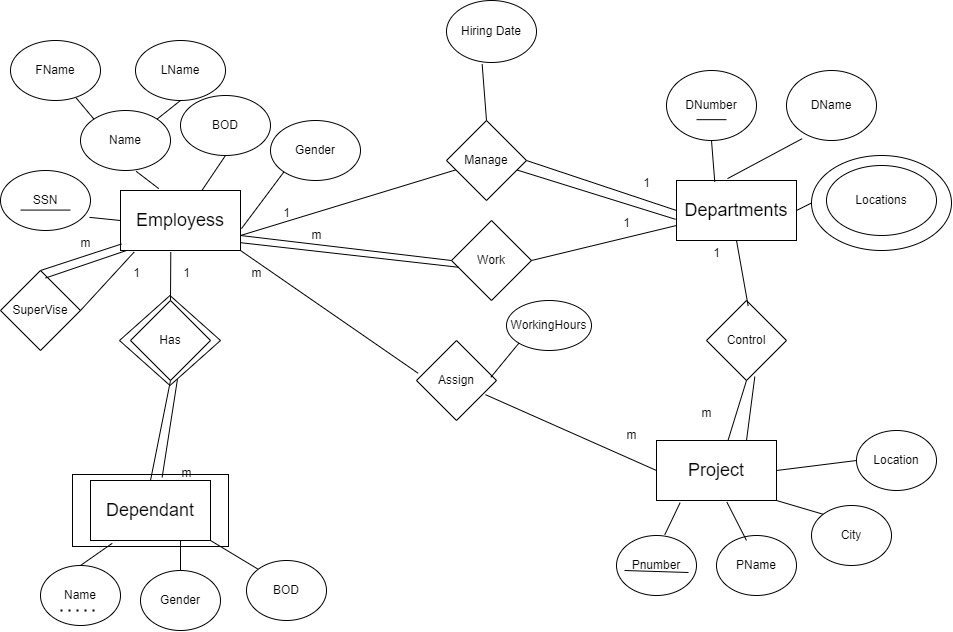 Hiring Date
FName
LName
DNumber
DName
BOD
Name
Gender
Manage
SSN
1
Locations
1
Employess
Departments
m
m
1
Work
1
1
m
1
SuperVise
WorkingHours
Has
Control
Assign
m
m
Location
Project
m
Dependant
City
Pnumber
PName
Name
Gender
BOD